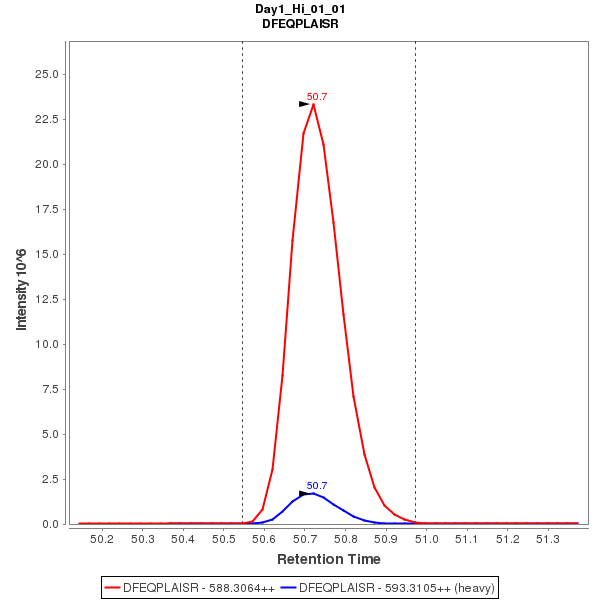 Day1_Hi_01_01
DFEQPLAISR
25.0
22.5
20.0
17.5
15.0
12.5
10.0
7.5
5.0
2.5
0.0
Intensity 10^6
50.7
50.7
50.2 50.3 50.4 50.5 50.6 50.7 50.8 50.9 51.0 51.1 51.2 51.3
Retention Time
DFEQPLAISR - 588.3064++ DFEQPLAISR - 593.3105++ (heavy)